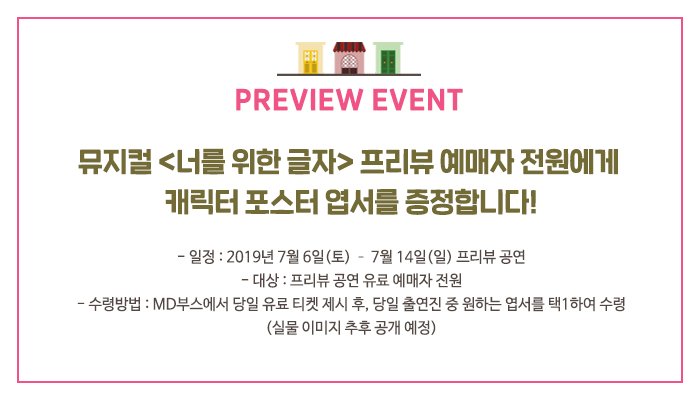 PREVIEW EVENT
뮤지컬 <너를 위한 글자> 프리뷰 예매자 전원에게
캐릭터 포스터 엽서를 증정합니다!
- 일정 : 2019년 7월 6일(토) - 7월 14일(일) 프리뷰 공연
- 대상 : 프리뷰 공연 유료 예매자 전원
- 수령방법 : MD부스에서 당일 유료 티켓 제시 후, 당일 출연진 중 원하는 엽서를 택1하여 수령
(실물 이미지 추후 공개 예정)